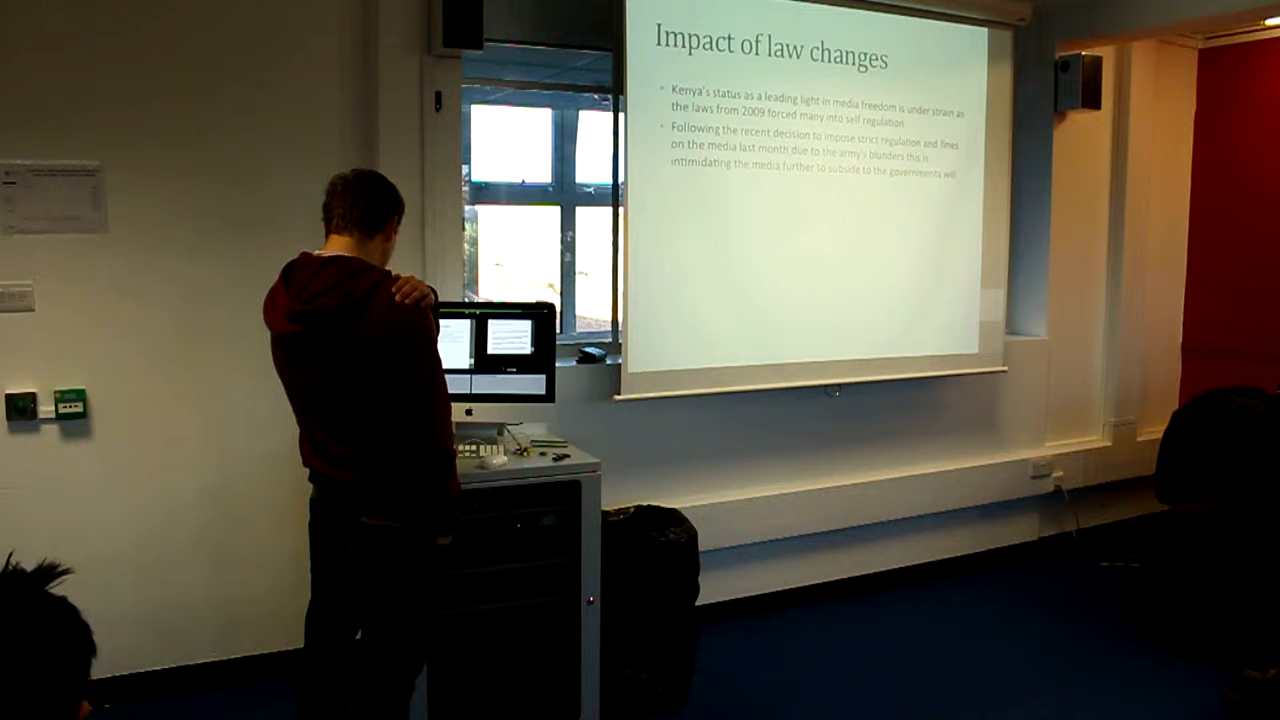 Impact of law changes
Kenya's status as a leading light in media freedom is under strain as
the laws from 2009 forced many into self regulation
Following the recent decision to impose strict regulation and fines
on the media last month due to the army's blunders this is
intimidating the media further to subside to the governments will